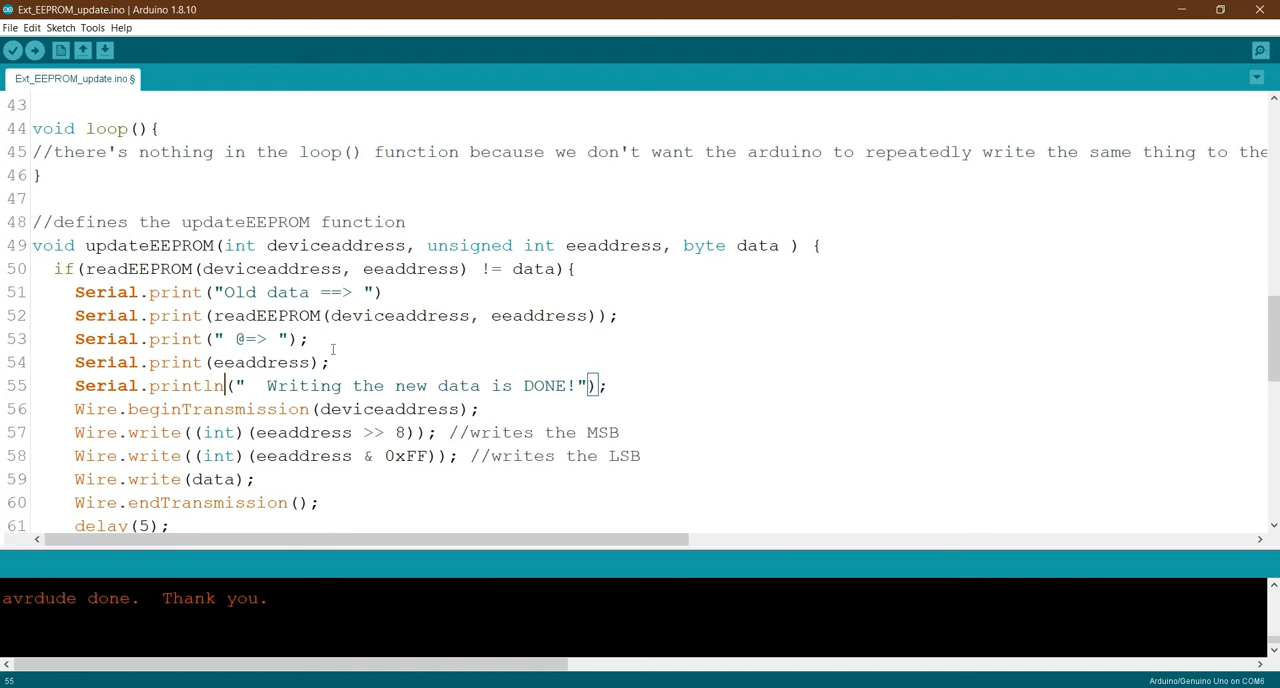 Ext_EEPROM_update.ino | Arduino 1.8.10
File Edit Sketch Tools Help
Ext_EEPROM_update.ino §
43
44 void loop(){
45 //there's nothing in the loop() function because we don't want the arduino to repeatedly write the same thing to the
46 }
47
48 //defines the updateEEPROM function
49 void updateEEPROM(int deviceaddress, unsigned int eeaddress, byte data ) {
50 if(readEEPROM(deviceaddress, eeaddress) != data){
51 Serial.print("Old data ==> ")
52 Serial.print(readEEPROM(deviceaddress, eeaddress));
53 Serial.print(" @=> ");
54 Serial.print(eeaddress);
55 Serial.println("  Writing the new data is DONE!");
56 Wire.beginTransmission(deviceaddress);
57 Wire.write((int)(eeaddress >> 8)); //writes the MSB
58 Wire.write((int)(eeaddress & 0xFF)); //writes the LSB
59 Wire.write(data);
60 Wire.endTransmission();
61 delay(5);
avrdude done.  Thank you.
55 Arduino/Genuino Uno on COM6